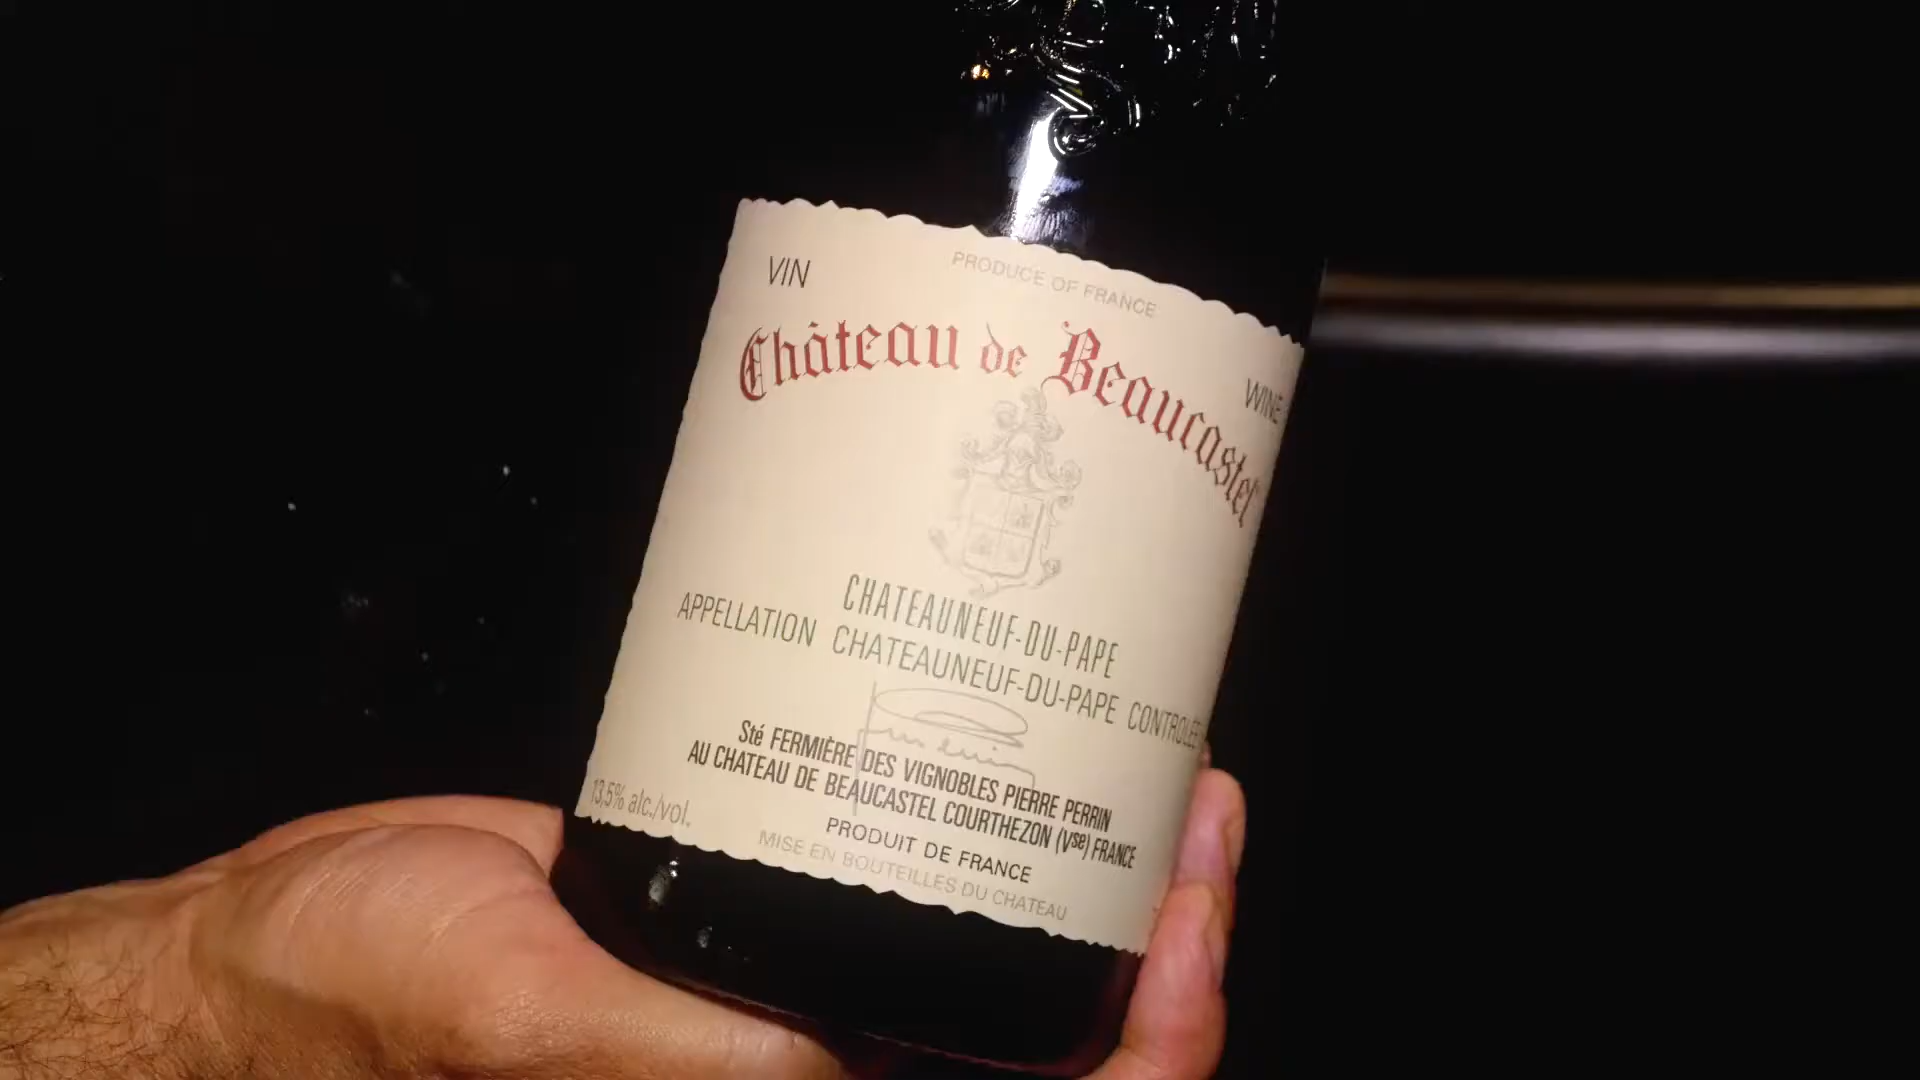 VIN
PRODUCE OF FRANCE
WINE
Château de Beaucastel
CHATEAUNEUF-DU-PAPE
APPELLATION CHATEAUNEUF-DU-PAPE CONTROLÉE
Sté FERMIÈRE DES VIGNOBLES PIERRE PERRIN
AU CHATEAU DE BEAUCASTEL COURTHEZON (Vse) FRANCE
13,5% alc./vol.
PRODUIT DE FRANCE
MISE EN BOUTEILLES DU CHATEAU